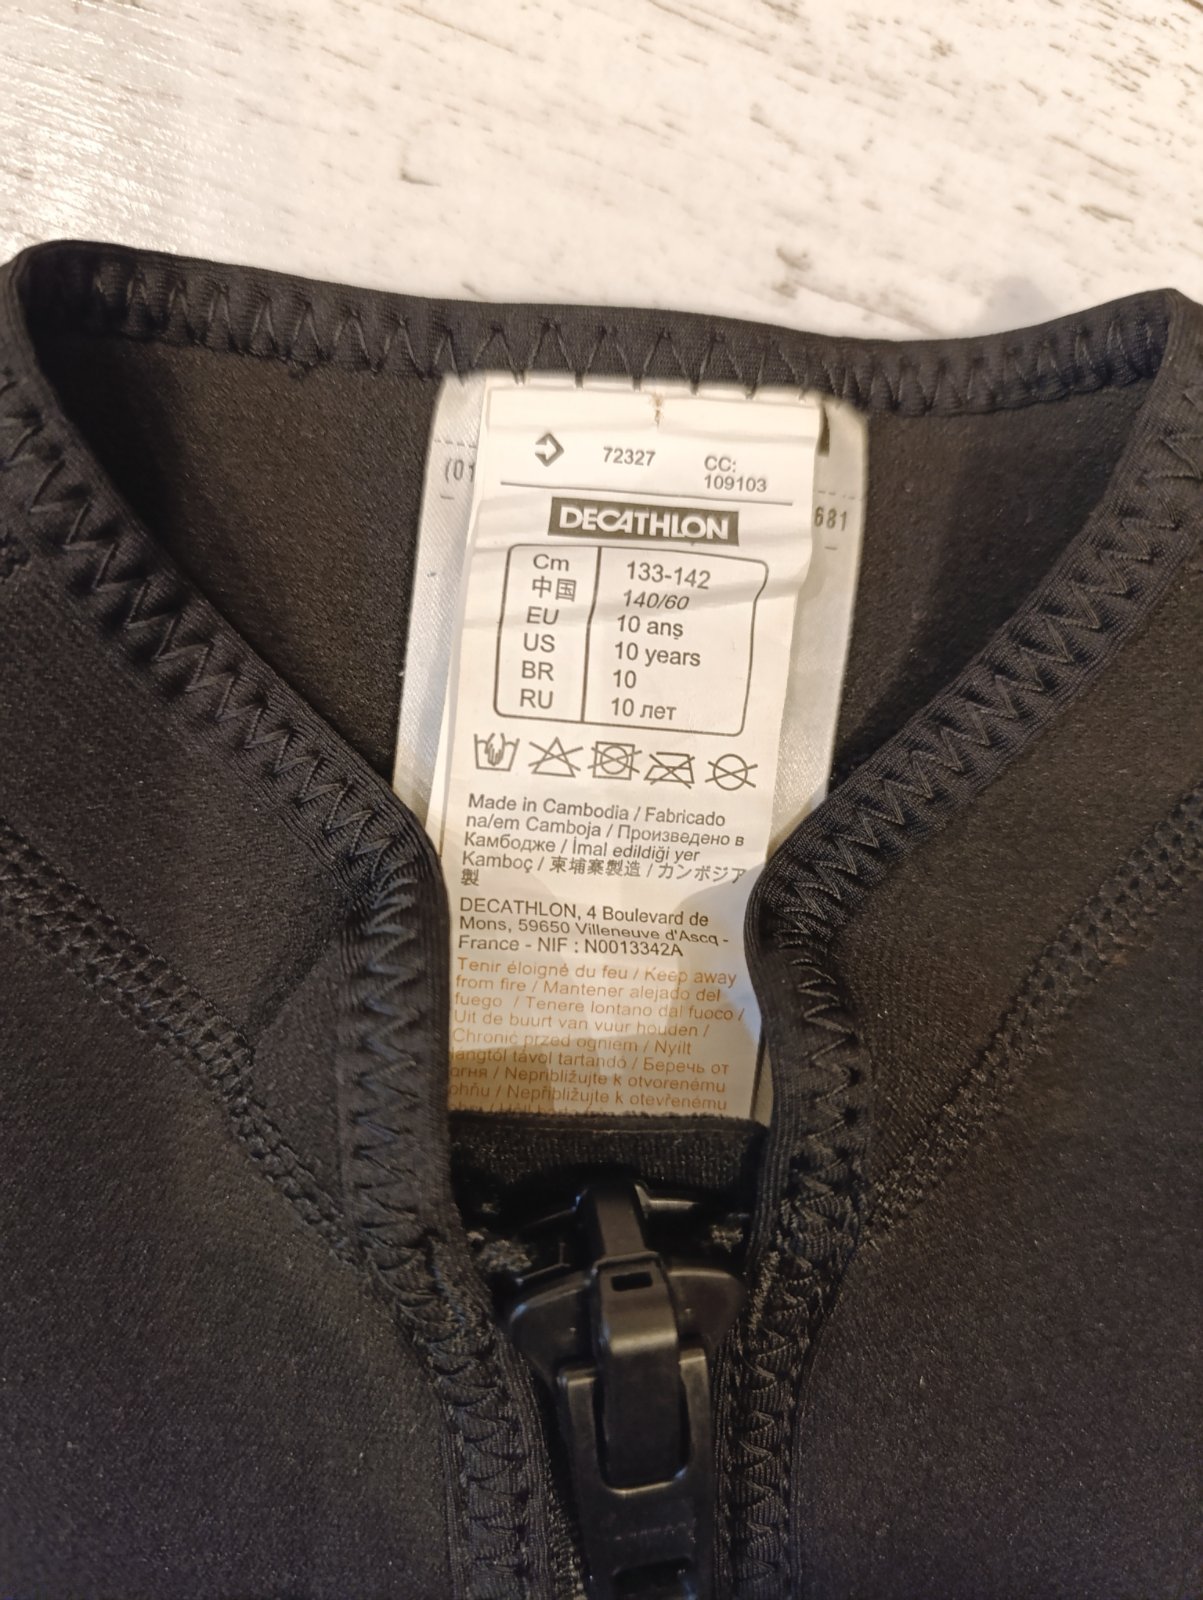 72327
CC:
109103
(01
681
DECATHLON
Cm 133-142
中国 140/60
EU 10 anş
US 10 years
BR 10
RU 10 лет
Made in Cambodia / Fabricado
na/em Camboja / Произведено в
Камбодже / İmal edildiği yer
Kamboç / 柬埔寨製造 / カンボジア
製
DECATHLON, 4 Boulevard de
Mons, 59650 Villeneuve d'Ascq -
France - NIF : N0013342A
Tenir éloigné du feu / Keep away
from fire / Mantener alejado del
fuego / Tenere lontano dal fuoco /
Uit de buurt van vuur houden /
Chronić przed ogniem / Nyílt
lángtól távol tartandó / Беречь от
огня / Nepribližujte k otvorenému
ohňu / Nepřibližujte k otevřenému